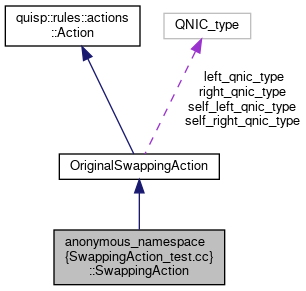 quisp::rules::actions
::Action
QNIC_type
left_qnic_type
right_qnic_type
self_left_qnic_type
self_right_qnic_type
OriginalSwappingAction
anonymous_namespace
{SwappingAction_test.cc}
::SwappingAction